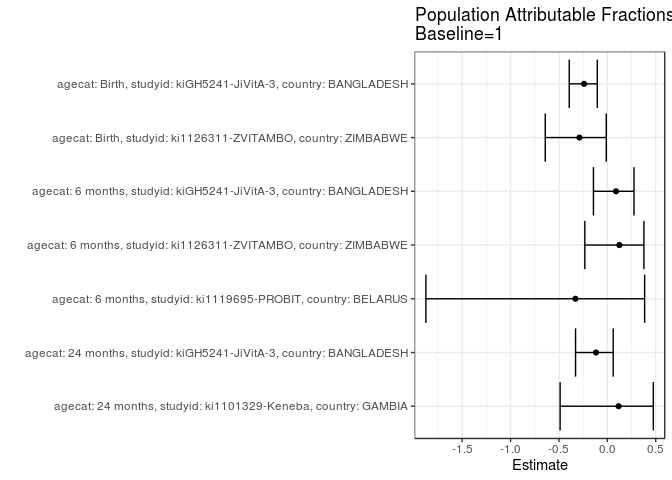 Population Attributable Fractions
Baseline=1
agecat: Birth, studyid: kiGH5241-JiVitA-3, country: BANGLADESH
agecat: Birth, studyid: ki1126311-ZVITAMBO, country: ZIMBABWE
agecat: 6 months, studyid: kiGH5241-JiVitA-3, country: BANGLADESH
agecat: 6 months, studyid: ki1126311-ZVITAMBO, country: ZIMBABWE
agecat: 6 months, studyid: ki1119695-PROBIT, country: BELARUS
agecat: 24 months, studyid: kiGH5241-JiVitA-3, country: BANGLADESH
agecat: 24 months, studyid: ki1101329-Keneba, country: GAMBIA
-1.5 -1.0 -0.5 0.0 0.5
Estimate